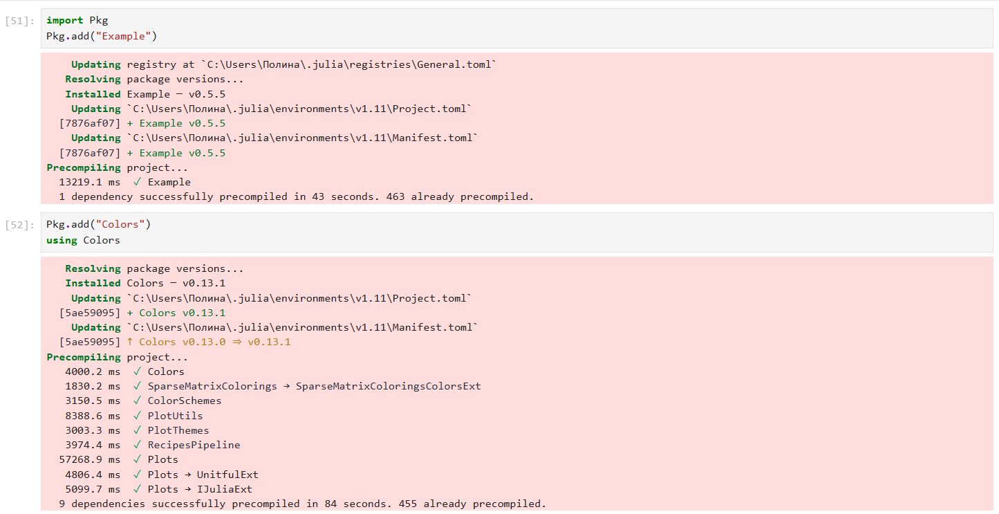 [51]:
import Pkg
Pkg.add("Example")
Updating registry at `C:\Users\Полина\.julia\registries\General.toml`
Resolving package versions...
Installed Example ─ v0.5.5
Updating `C:\Users\Полина\.julia\environments\v1.11\Project.toml`
[7876af07] + Example v0.5.5
Updating `C:\Users\Полина\.julia\environments\v1.11\Manifest.toml`
[7876af07] + Example v0.5.5
Precompiling project...
13219.1 ms ✓ Example
1 dependency successfully precompiled in 43 seconds. 463 already precompiled.
[52]:
Pkg.add("Colors")
using Colors
Resolving package versions...
Installed Colors ─ v0.13.1
Updating `C:\Users\Полина\.julia\environments\v1.11\Project.toml`
[5ae59095] + Colors v0.13.1
Updating `C:\Users\Полина\.julia\environments\v1.11\Manifest.toml`
[5ae59095] ↑ Colors v0.13.0 ⇒ v0.13.1
Precompiling project...
4000.2 ms ✓ Colors
1830.2 ms ✓ SparseMatrixColorings → SparseMatrixColoringsColorsExt
3150.5 ms ✓ ColorSchemes
8388.6 ms ✓ PlotUtils
3003.3 ms ✓ PlotThemes
3974.4 ms ✓ RecipesPipeline
57268.9 ms ✓ Plots
4806.4 ms ✓ Plots → UnitfulExt
5099.7 ms ✓ Plots → IJuliaExt
9 dependencies successfully precompiled in 84 seconds. 455 already precompiled.